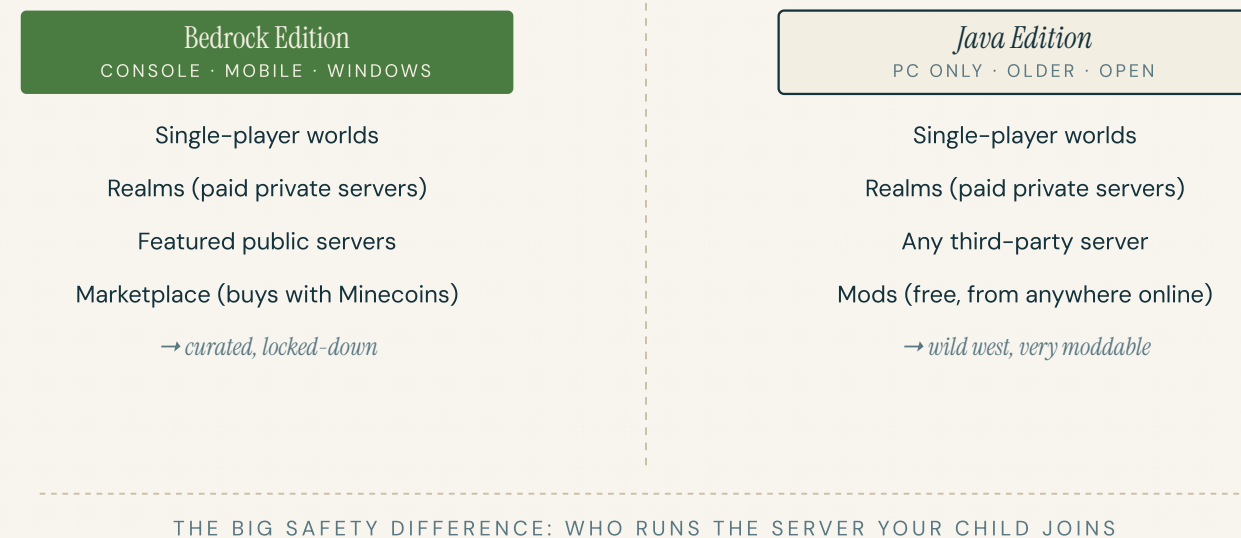 Bedrock Edition
CONSOLE · MOBILE · WINDOWS
Single-player worlds
Realms (paid private servers)
Featured public servers
Marketplace (buys with Minecoins)
→ curated, locked-down
Java Edition
PC ONLY · OLDER · OPEN
Single-player worlds
Realms (paid private servers)
Any third-party server
Mods (free, from anywhere online)
→ wild west, very moddable
THE BIG SAFETY DIFFERENCE: WHO RUNS THE SERVER YOUR CHILD JOINS